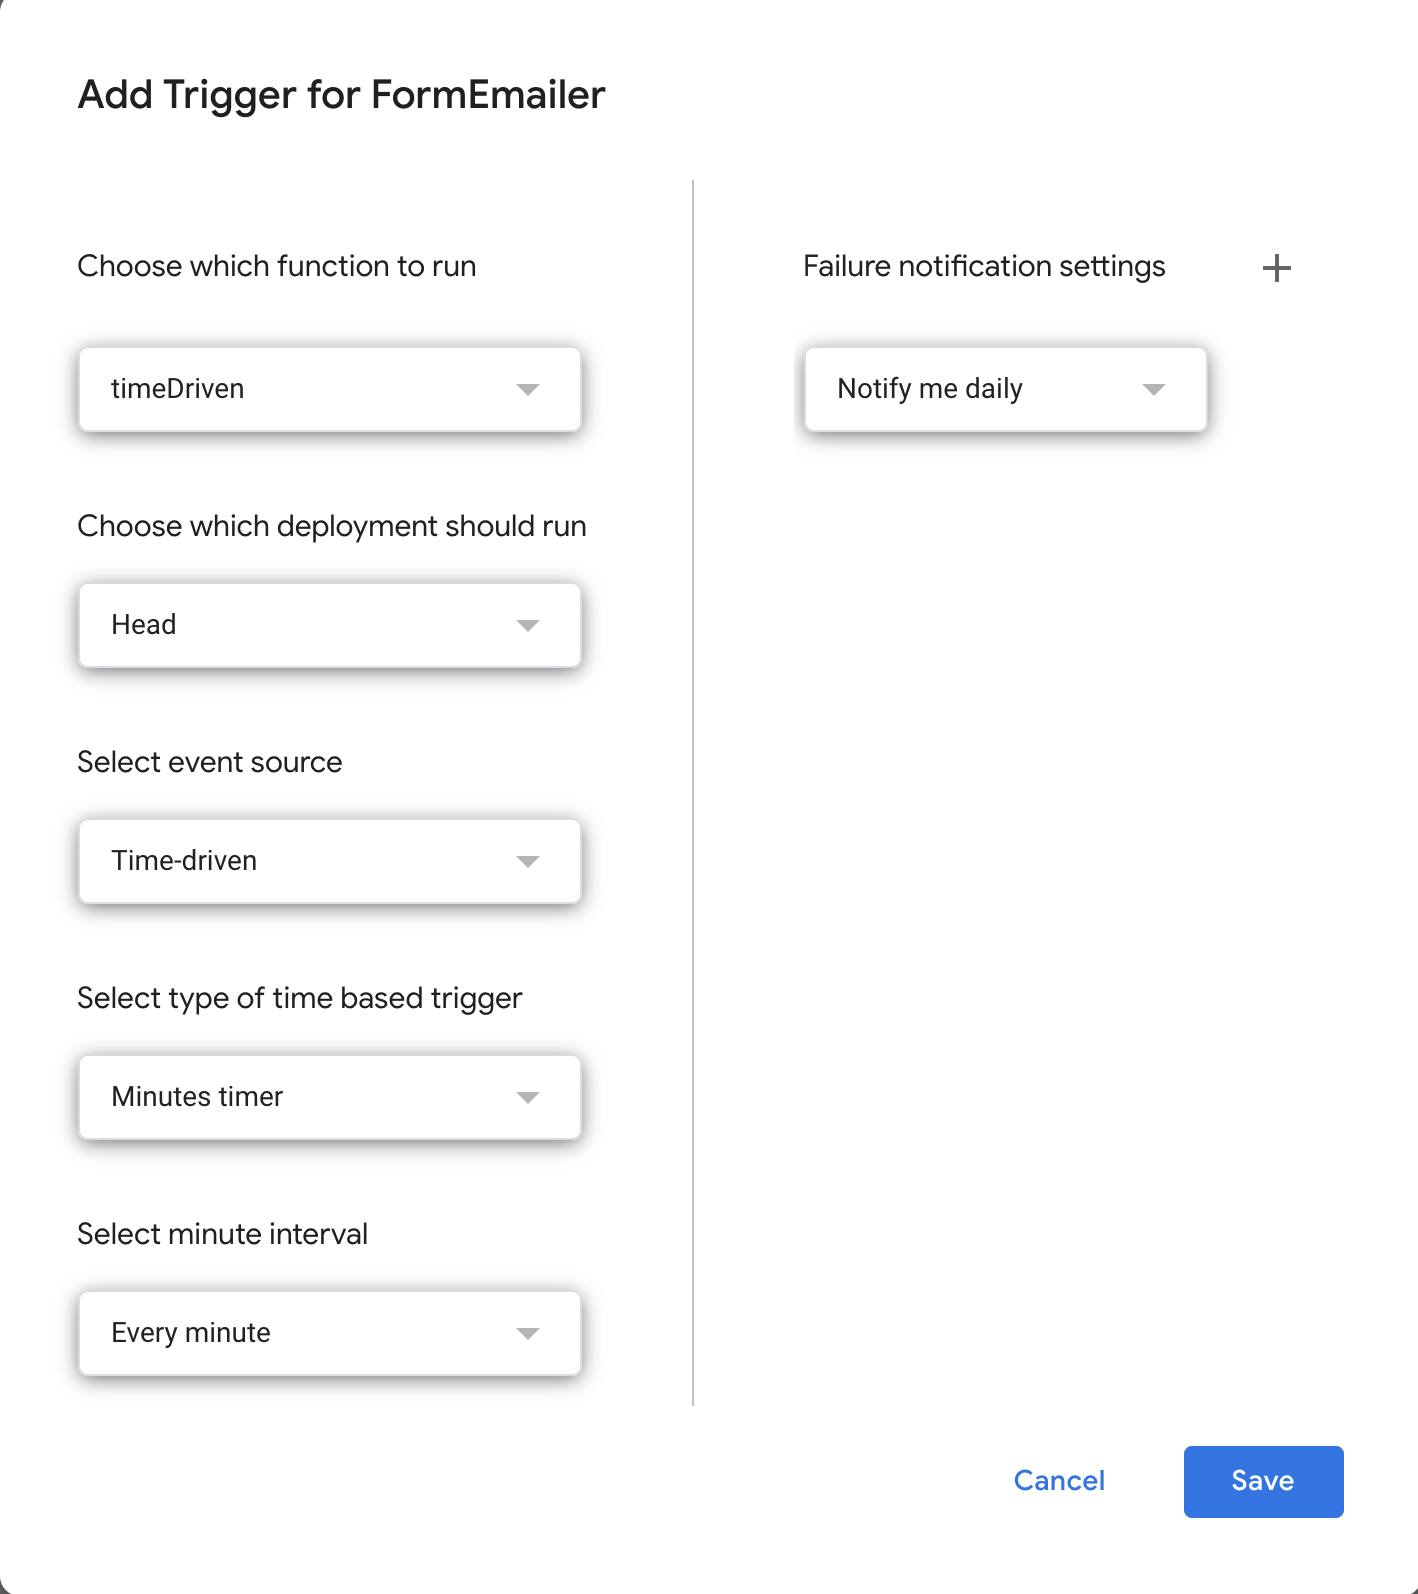 Add Trigger for FormEmailer
Choose which function to run
timeDriven
Choose which deployment should run
Head
Select event source
Time-driven
Select type of time based trigger
Minutes timer
Select minute interval
Every minute
Failure notification settings
Notify me daily
Cancel
Save